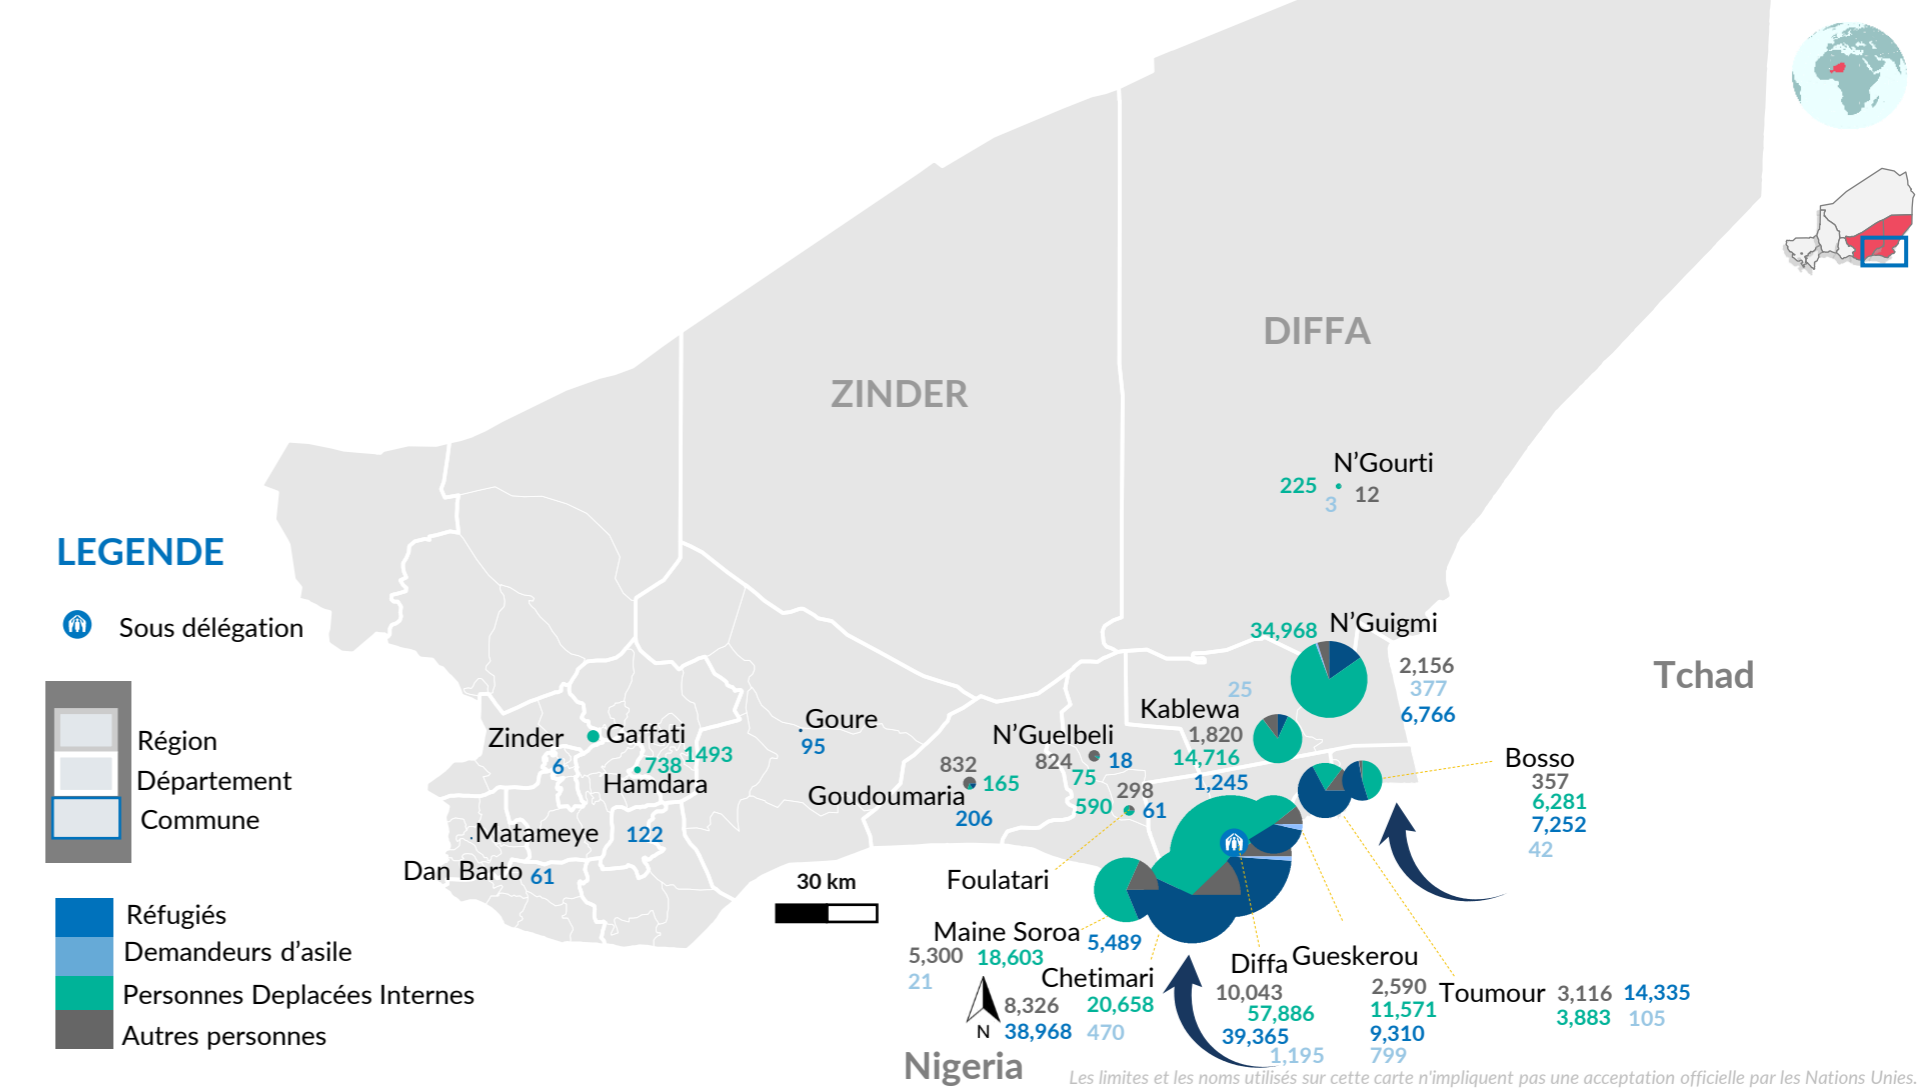 DIFFA
ZINDER
N'Gourti
225
12
3
LEGENDE
Sous délégation
Région
Département
Commune
Réfugiés
Demandeurs d'asile
Personnes Deplacées Internes
Autres personnes
N'Guigmi
34,968
2,156
377
6,766
Tchad
25
Kablewa
1,820
14,716
1,245
Zinder
6
Gaffati
1493
738
Hamdara
Goure
95
N'Guelbeli
824
18
75
832
165
Goudoumaria
206
298
590
61
Foulatari
Bosso
357
6,281
7,252
42
Matameye
122
Dan Barto
61
30 km
Maine Soroa
5,489
5,300
18,603
21
Chetimari
8,326
20,658
38,968
470
N
Nigeria
Diffa
10,043
57,886
39,365
1,195
Gueskerou
2,590
11,571
9,310
799
Toumour
3,116
14,335
3,883
105
Les limites et les noms utilisés sur cette carte n'impliquent pas une acceptation officielle par les Nations Unies.